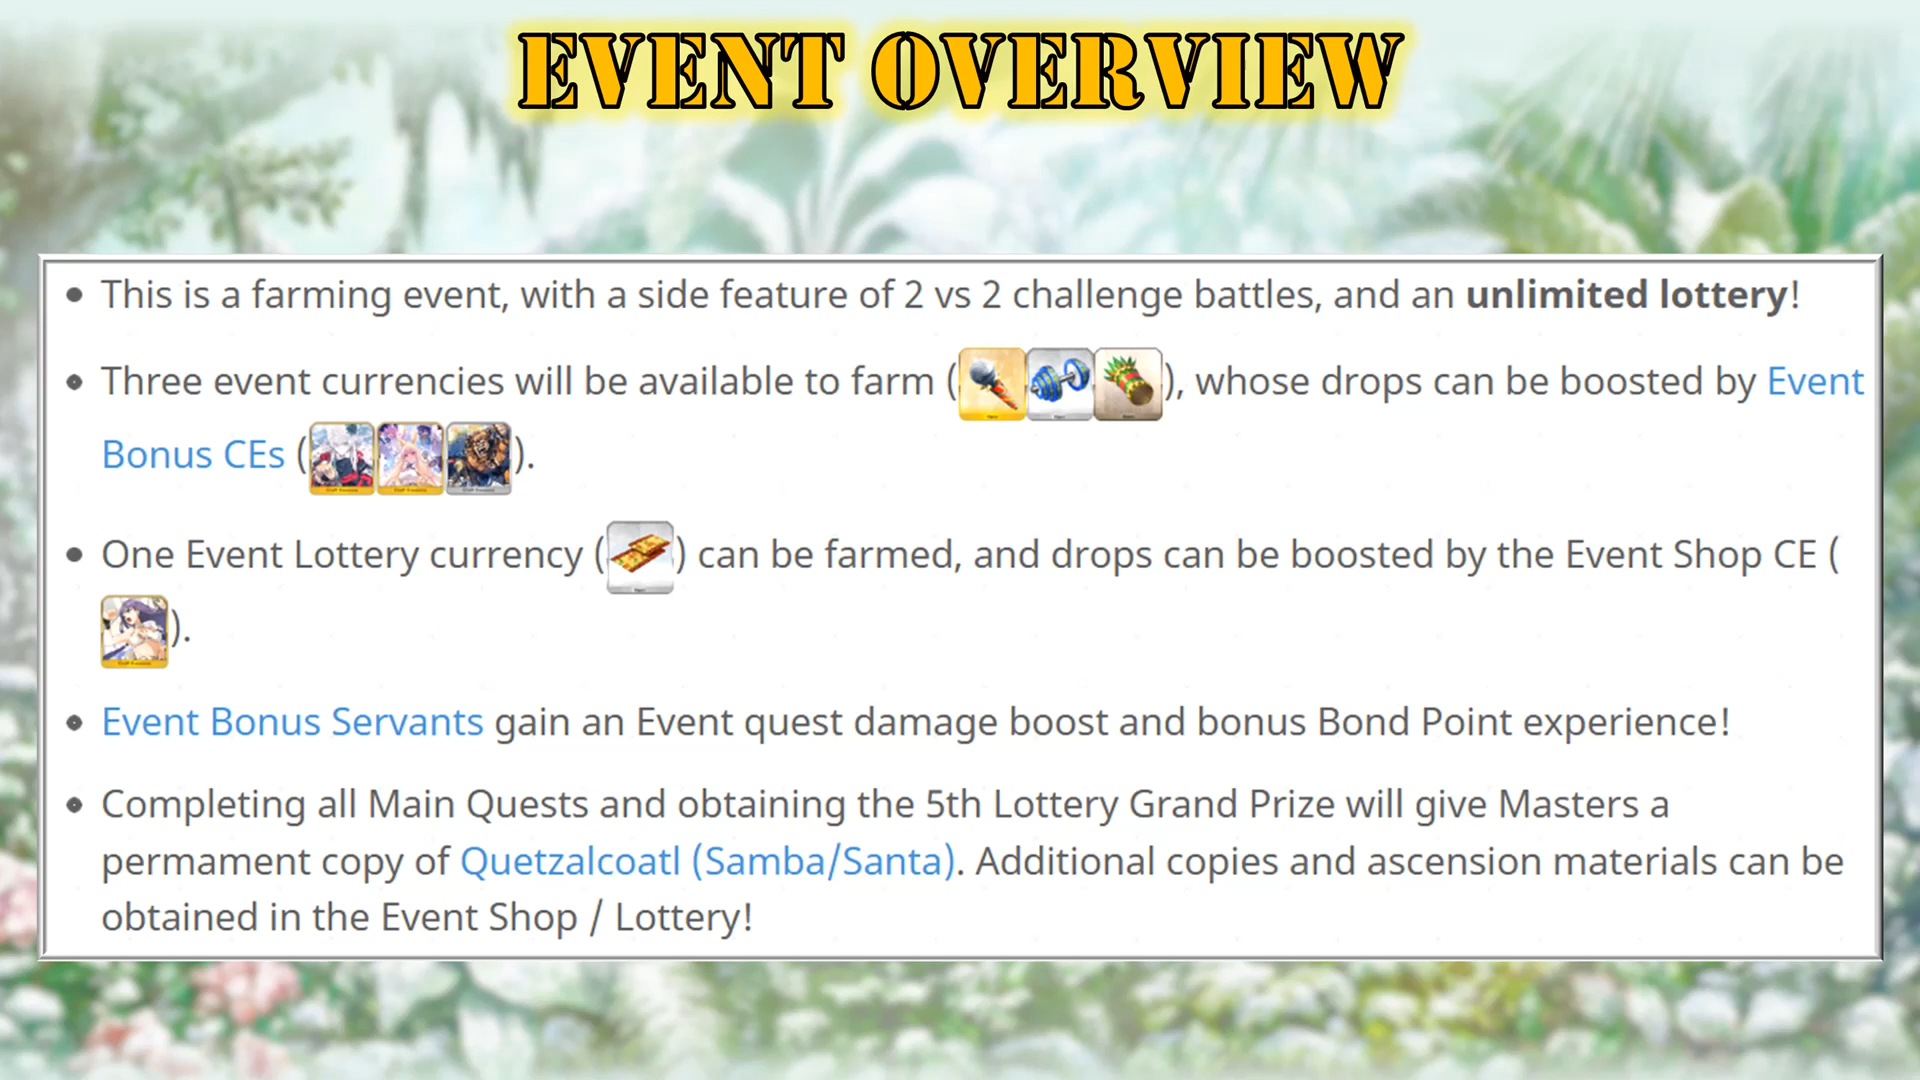 EVENT OVERVIEW
This is a farming event, with a side feature of 2 vs 2 challenge battles, and an unlimited lottery!
Three event currencies will be available to farm ( ), whose drops can be boosted by Event
Bonus CEs ( ).
One Event Lottery currency ( ) can be farmed, and drops can be boosted by the Event Shop CE (
).
Event Bonus Servants gain an Event quest damage boost and bonus Bond Point experience!
Completing all Main Quests and obtaining the 5th Lottery Grand Prize will give Masters a
permament copy of Quetzalcoatl (Samba/Santa). Additional copies and ascension materials can be
obtained in the Event Shop / Lottery!